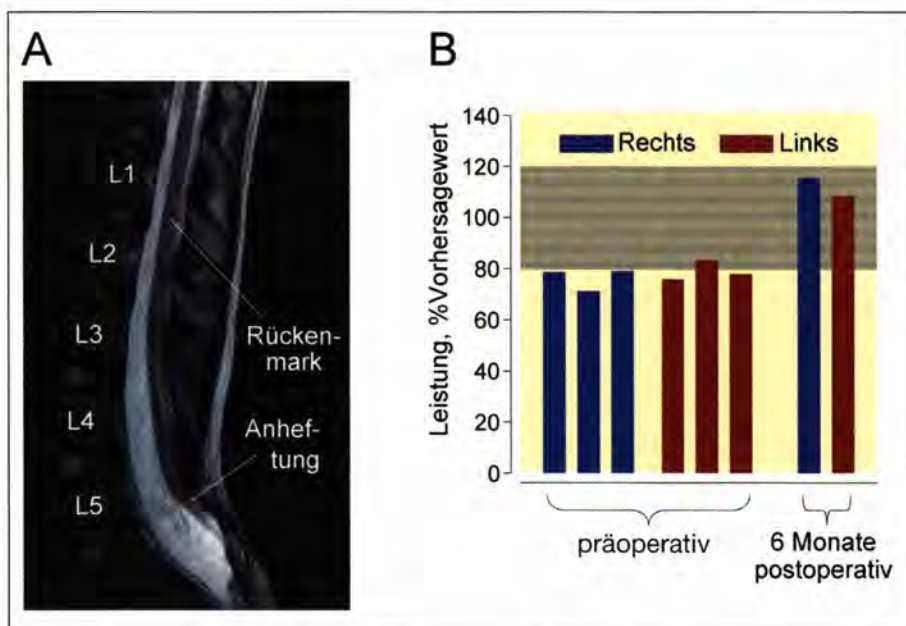 A
L1
L2
L3
L4
L5
Rücken-
mark
Anhef-
tung
B
Leistung, %Vorhersagewert
140
120
100
80
60
40
20
0
Rechts
Links
präoperativ
6 Monate
postoperativ